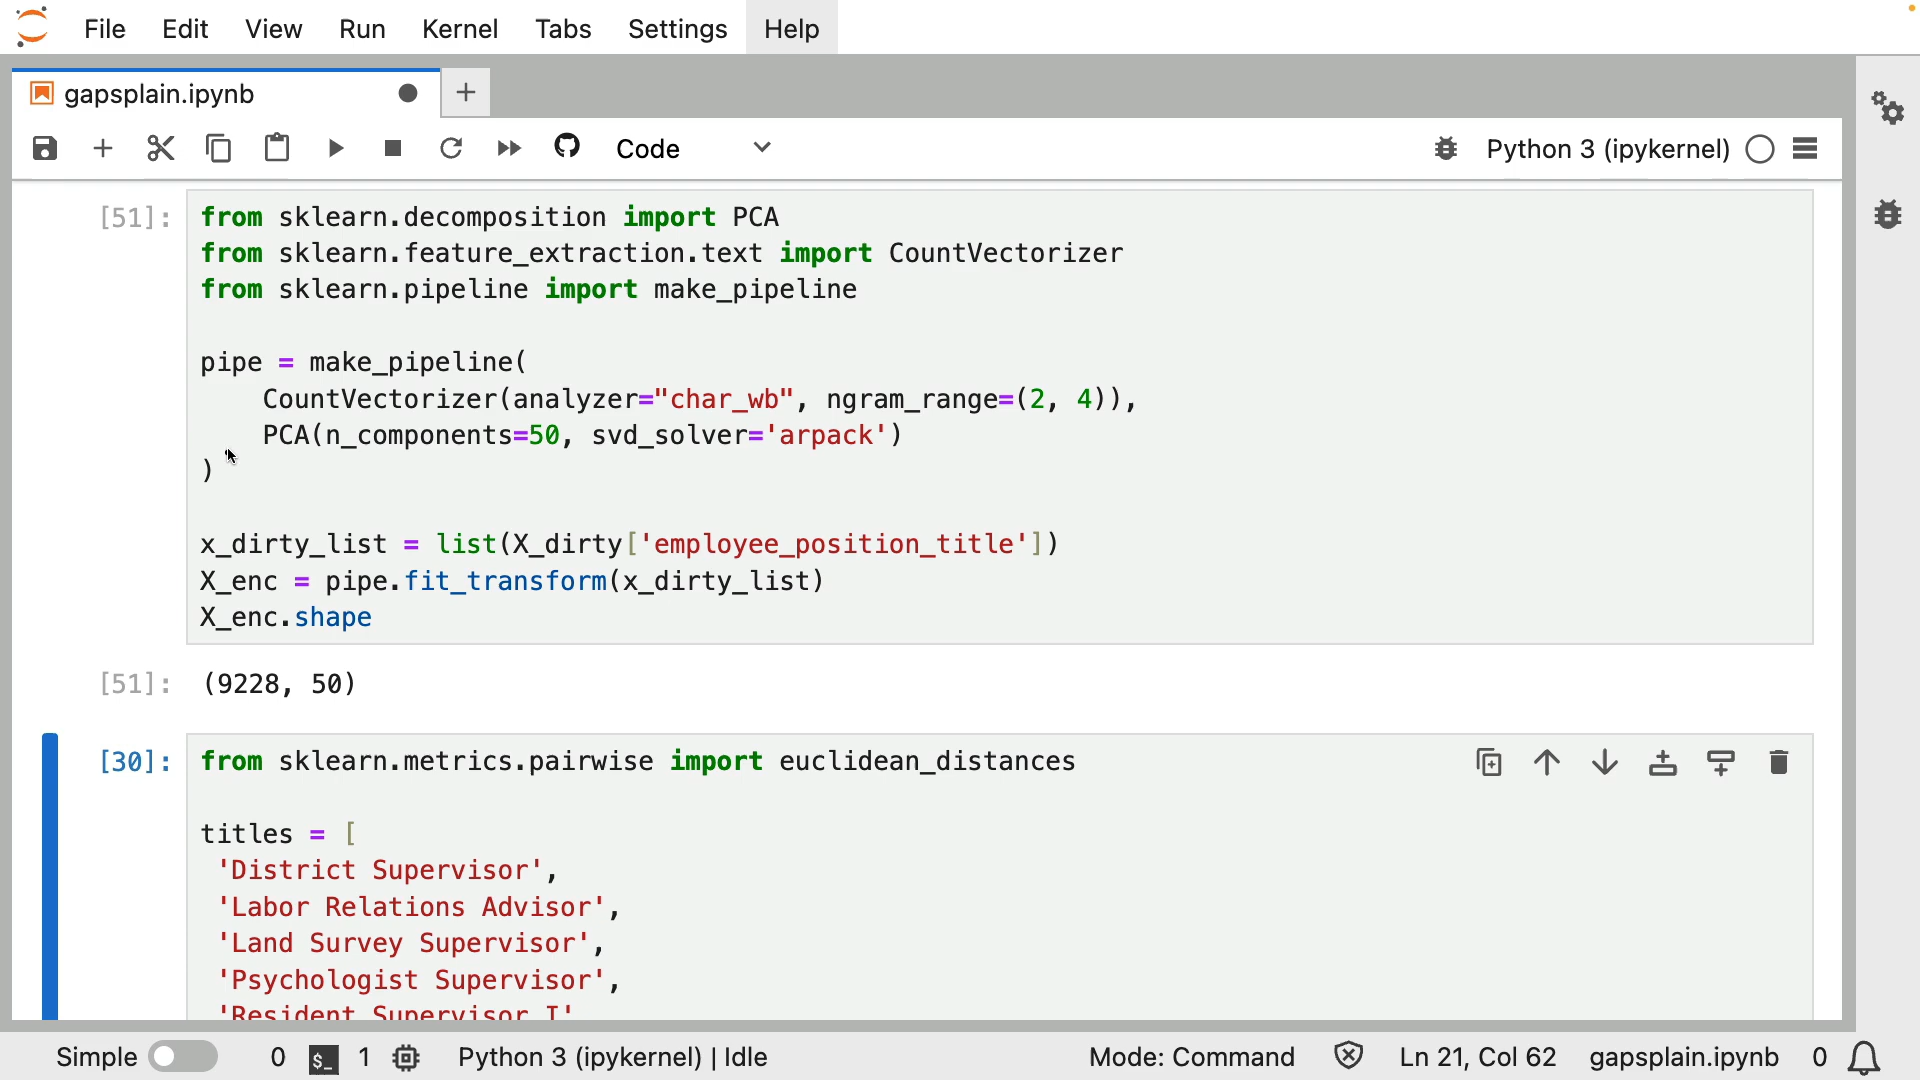 File Edit View Run Kernel Tabs Settings Help
gapsplain.ipynb
Code
Python 3 (ipykernel)
[51]:
from sklearn.decomposition import PCA
from sklearn.feature_extraction.text import CountVectorizer
from sklearn.pipeline import make_pipeline
pipe = make_pipeline(
CountVectorizer(analyzer="char_wb", ngram_range=(2, 4)),
PCA(n_components=50, svd_solver='arpack')
)
x_dirty_list = list(X_dirty['employee_position_title'])
X_enc = pipe.fit_transform(x_dirty_list)
X_enc.shape
[51]: (9228, 50)
[30]:
from sklearn.metrics.pairwise import euclidean_distances
titles = [
'District Supervisor',
'Labor Relations Advisor',
'Land Survey Supervisor',
'Psychologist Supervisor',
'Resident Supervisor I'
Simple 0 $_ 1 Python 3 (ipykernel) | Idle Mode: Command Ln 21, Col 62 gapsplain.ipynb 0